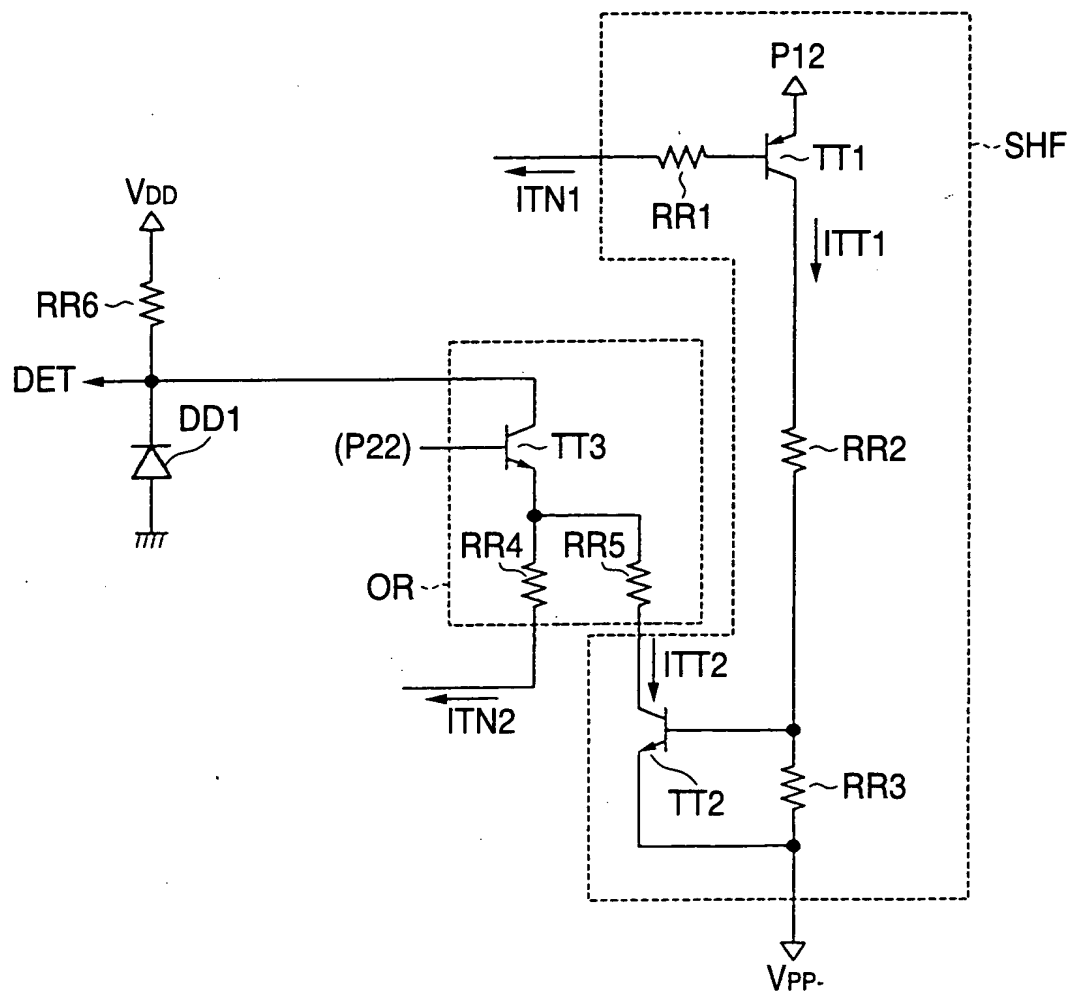 P12
SHF
TT1
ITN1
RR1
VDD
ITT1
RR6
DET
DD1
(P22)
TT3
RR2
RR4
RR5
OR
ITT2
ITN2
TT2
RR3
VPP-